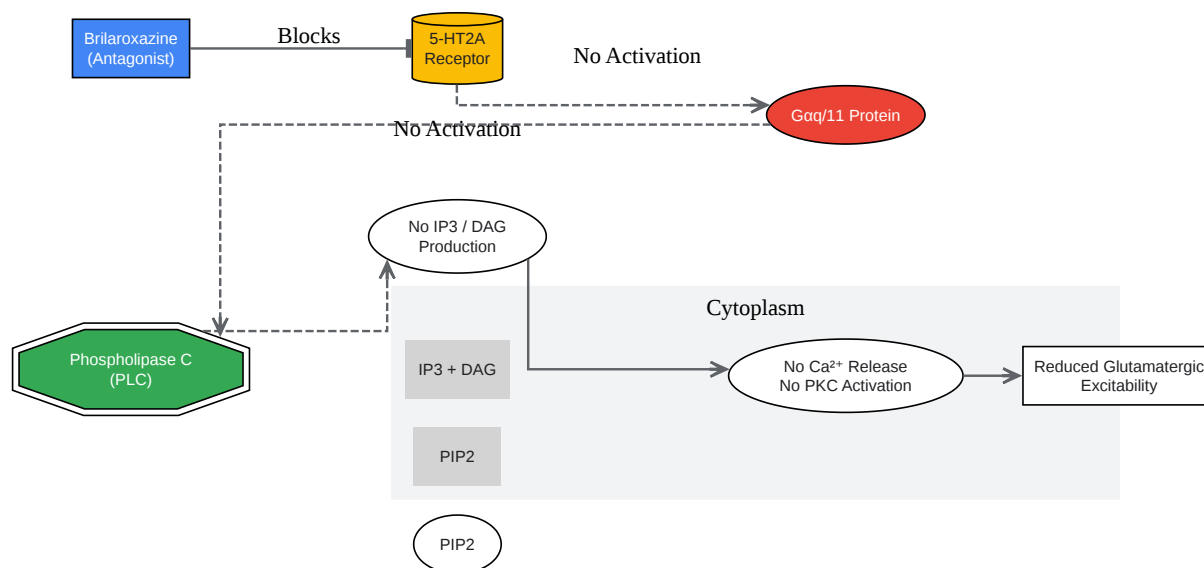 Brilaroxazine
(Antagonist)
Blocks
5-HT2A
Receptor
No Activation
Gαq/11 Protein
No Activation
No IP3 / DAG
Production
Cytoplasm
Phospholipase C
(PLC)
IP3 + DAG
No Ca²⁺ Release
No PKC Activation
Reduced Glutamatergic
Excitability
PIP2
PIP2